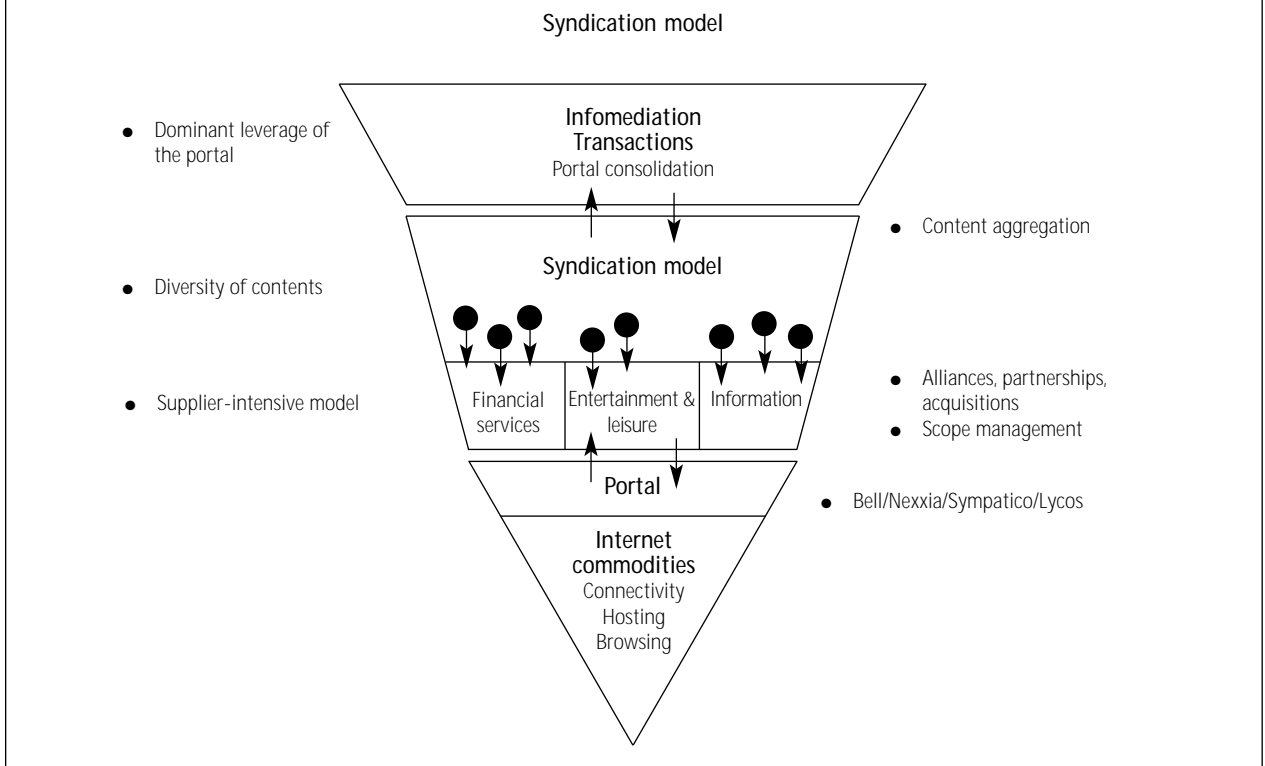 Syndication model
Infomediation
Transactions
Portal consolidation
● Dominant leverage of
the portal
● Content aggregation
Syndication model
● Diversity of contents
● Supplier-intensive model
Financial
services
Entertainment &
leisure
Information
● Alliances, partnerships,
acquisitions
● Scope management
Portal
● Bell/Nexxia/Sympatico/Lycos
Internet
commodities
Connectivity
Hosting
Browsing